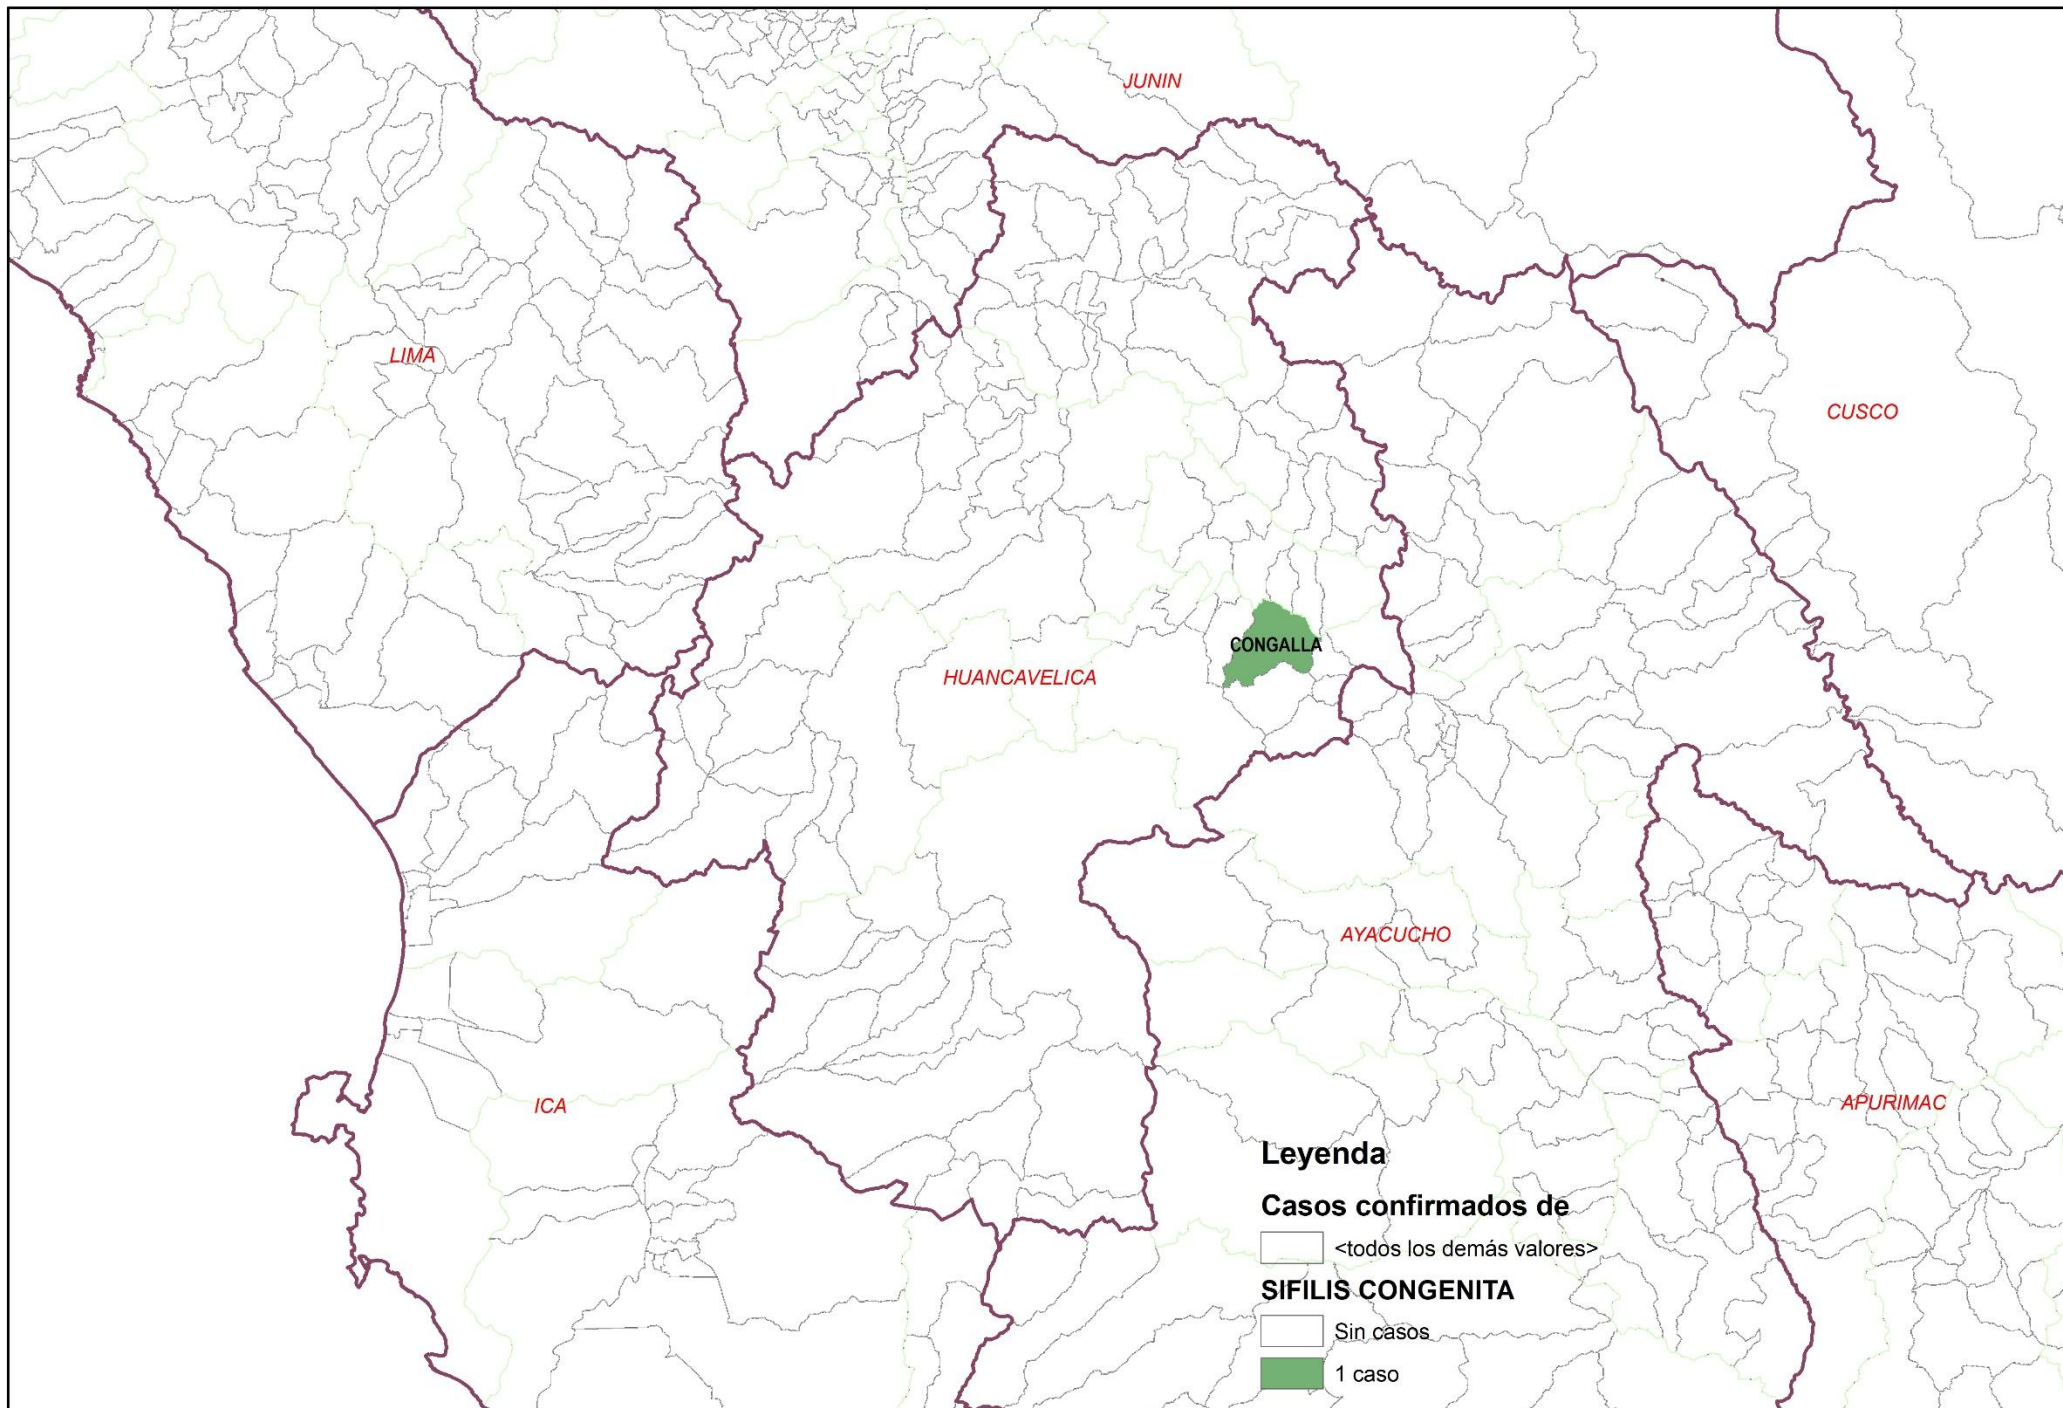 JUNIN
LIMA
CUSCO
CONGALLA
HUANCAVELICA
AYACUCHO
ICA
APURIMAC
Leyenda
Casos confirmados de
<todos los demás valores>
SIFILIS CONGENITA
Sin casos
1 caso